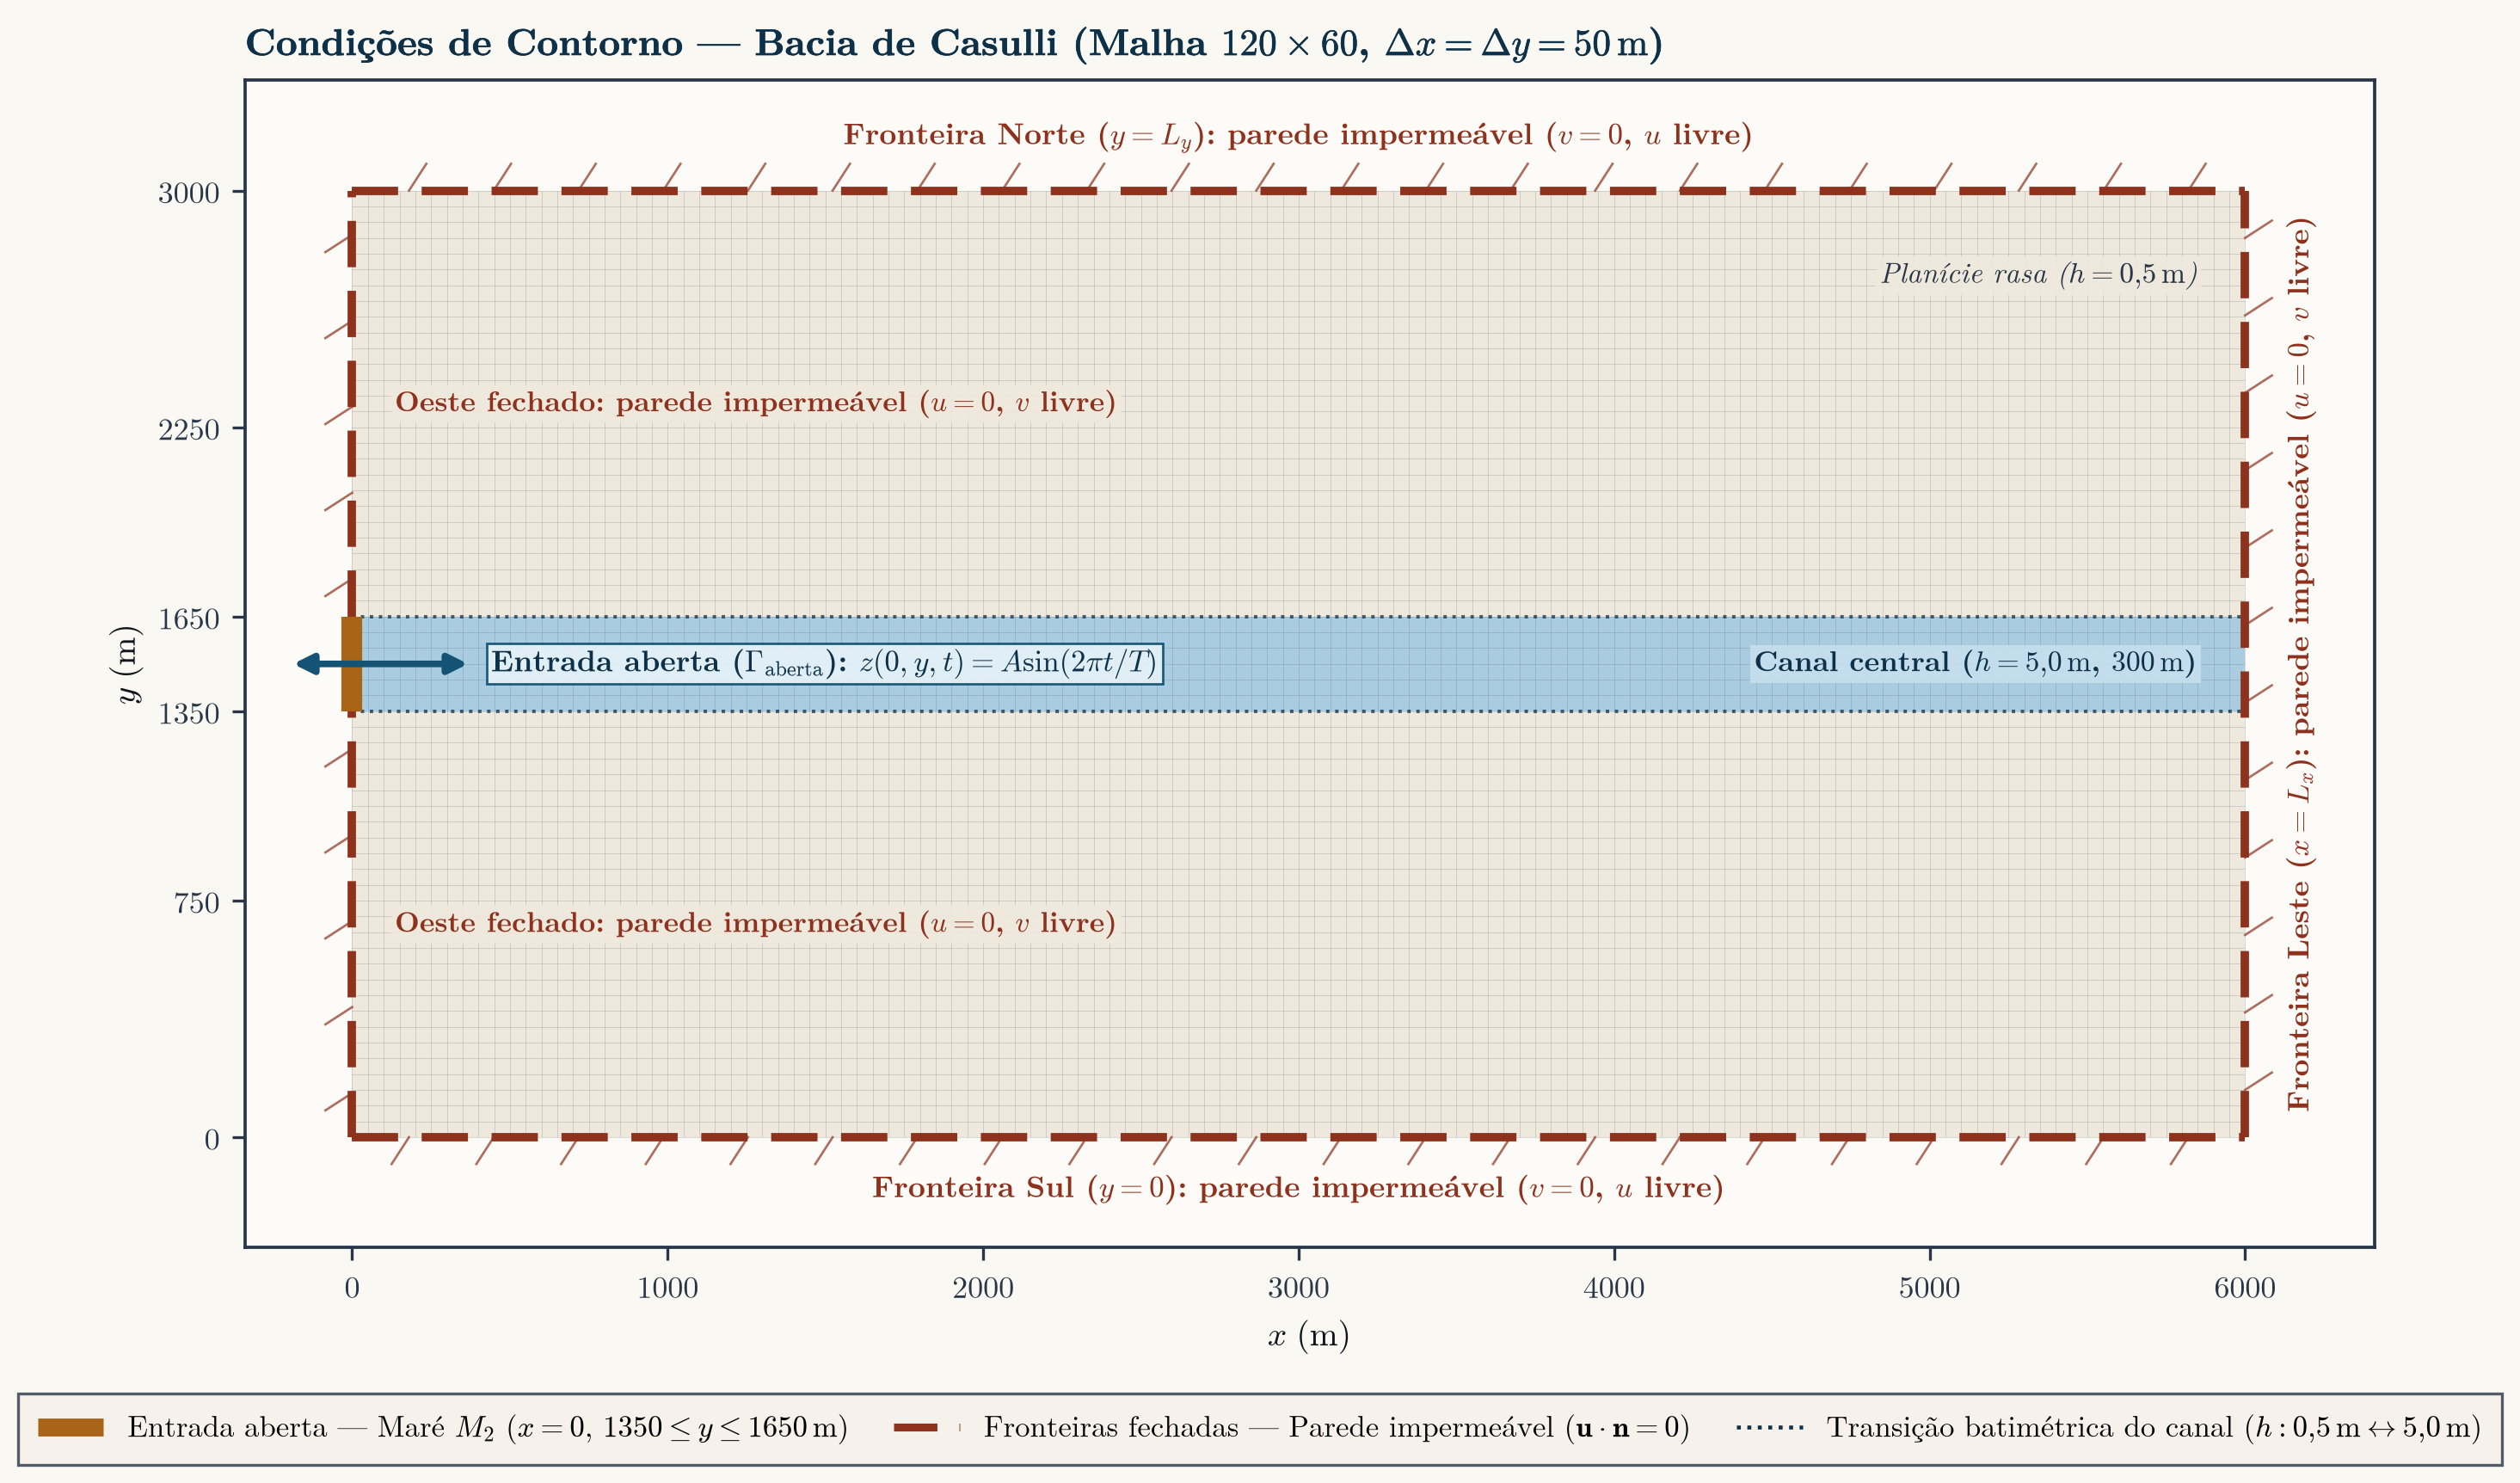 Condições de Contorno — Bacia de Casulli (Malha 120 × 60, Δx = Δy = 50 m)
Fronteira Norte (y = L_y): parede impermeável (v = 0, u livre)
3000
Planície rasa (h = 0,5 m)
Oeste fechado: parede impermeável (u = 0, v livre)
2250
1650
Entrada aberta (Γ_aberta): z(0, y, t) = A sin(2πt/T)
Canal central (h = 5,0 m, 300 m)
y (m)
1350
Fronteira Leste (x = L_x): parede impermeável (u = 0, v livre)
750
Oeste fechado: parede impermeável (u = 0, v livre)
0
Fronteira Sul (y = 0): parede impermeável (v = 0, u livre)
0 1000 2000 3000 4000 5000 6000
x (m)
Entrada aberta — Maré M_2 (x = 0, 1350 ≤ y ≤ 1650 m)
Fronteiras fechadas — Parede impermeável (u · n = 0)
Transição batimétrica do canal (h : 0,5 m ↔ 5,0 m)